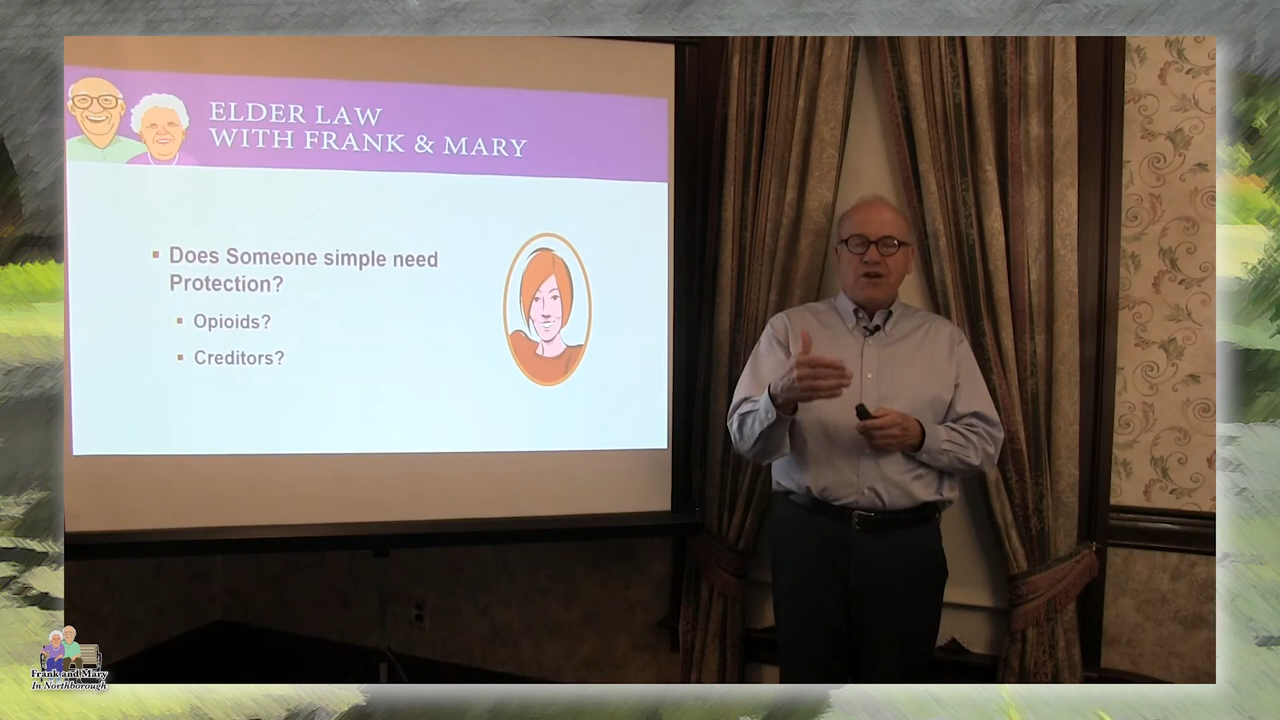 ELDER LAW
WITH FRANK & MARY
Does Someone simple need
Protection?
Opioids?
Creditors?
Frank and Mary
In Northborough